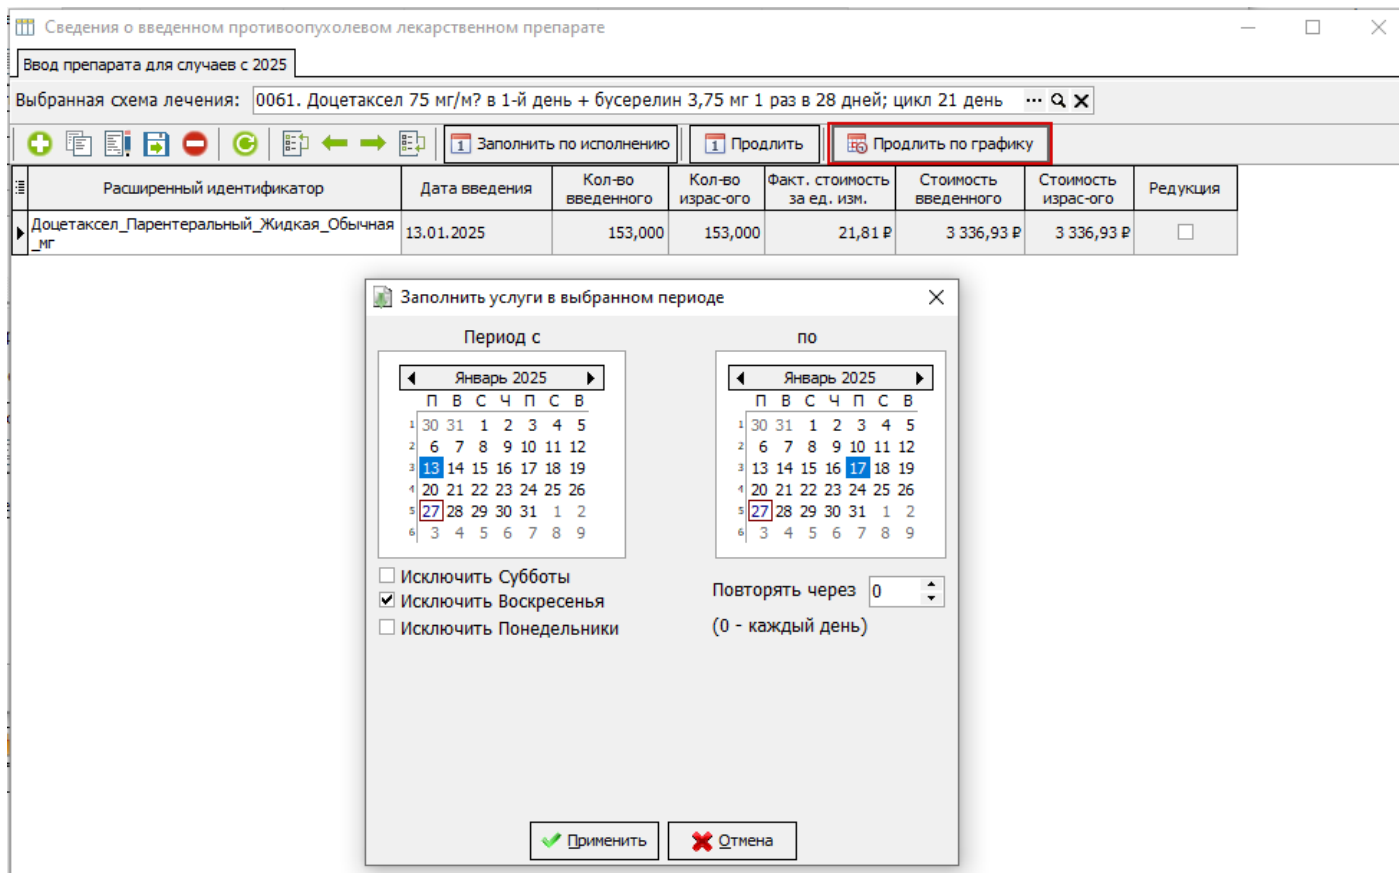 Сведения о введенном противоопухолевом лекарственном препарате
Ввод препарата для случаев с 2025
Выбранная схема лечения: 0061. Доцетаксел 75 мг/м? в 1-й день + бусерелин 3,75 мг 1 раз в 28 дней; цикл 21 день ...
1 Заполнить по исполнению 1 Продлить Продлить по графику
Расширенный идентификатор Дата введения Кол-во введенного Кол-во израс-ого Факт. стоимость за ед. изм. Стоимость введенного Стоимость израс-ого Редукция
Доцетаксел_Парентеральный_Жидкая_Обычная
_мг 13.01.2025 153,000 153,000 21,81 ₽ 3 336,93 ₽ 3 336,93 ₽
Заполнить услуги в выбранном периоде
Период с
Январь 2025
П В С Ч П С В
1 30 31 1 2 3 4 5
2 6 7 8 9 10 11 12
3 13 14 15 16 17 18 19
4 20 21 22 23 24 25 26
5 27 28 29 30 31 1 2
6 3 4 5 6 7 8 9
по
Январь 2025
П В С Ч П С В
1 30 31 1 2 3 4 5
2 6 7 8 9 10 11 12
3 13 14 15 16 17 18 19
4 20 21 22 23 24 25 26
5 27 28 29 30 31 1 2
6 3 4 5 6 7 8 9
Исключить Субботы
Исключить Воскресенья
Исключить Понедельники
Повторять через 0
(0 - каждый день)
Применить Отмена